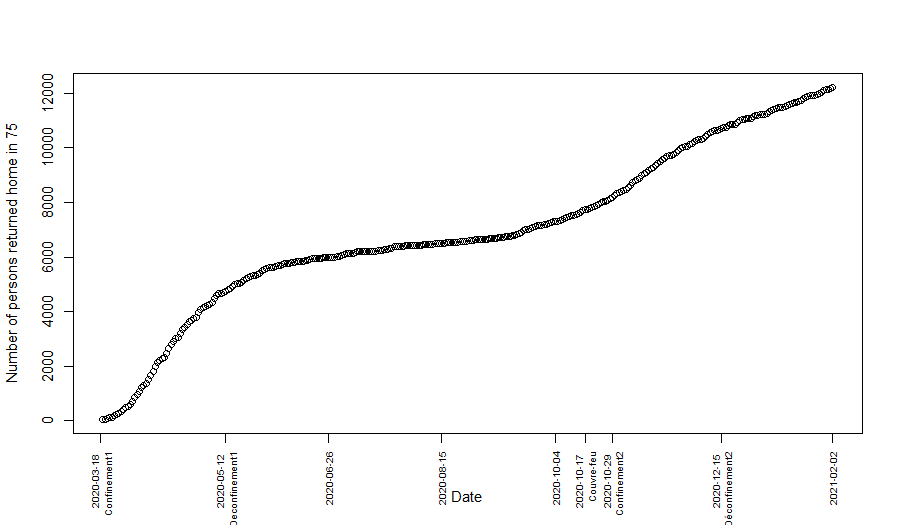 Number of persons returned home in 75
12000
10000
8000
6000
4000
2000
0
2020-03-18
Confinement1
2020-05-12
Deconfinement1
2020-06-26
2020-08-15
2020-10-04
2020-10-17
Couvre-feu
2020-10-29
Confinement2
2020-12-15
Déconfinement2
2021-02-02
Date